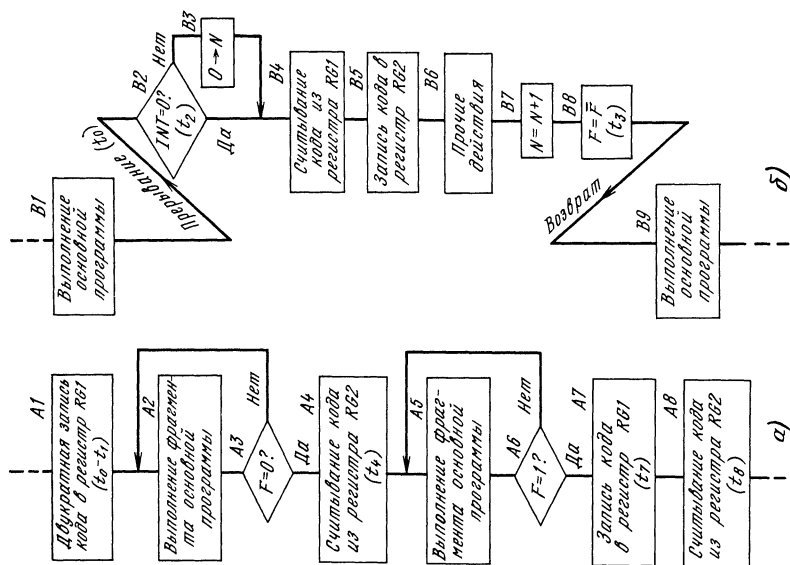 A1
Двукратная запись
кода в регистр RG1
(t₀-t₁)
A2
Выполнение фрагмен-
та основной
программы
A3
F=0?
Нет
Да
A4
Считывание кода
из регистра RG2
(t₄)
A5
Выполнение фраг-
мента основной
программы
A6
F=1?
Нет
Да
A7
Запись кода
в регистр RG1
(t₇)
A8
Считывание кода
из регистра RG2
(t₈)
а)
B1
Выполнение
основной
программы
Прерывание
(t₀)
B2
INT=0?
(t₂)
Нет
Да
B3
0→N
B4
Считывание
кода из
регистра RG1
B5
Запись кода в
регистр RG2
B6
Прочие
действия
B7
N=N+1
B8
F=F̅
(t₃)
Возврат
B9
Выполнение
основной
программы
б)